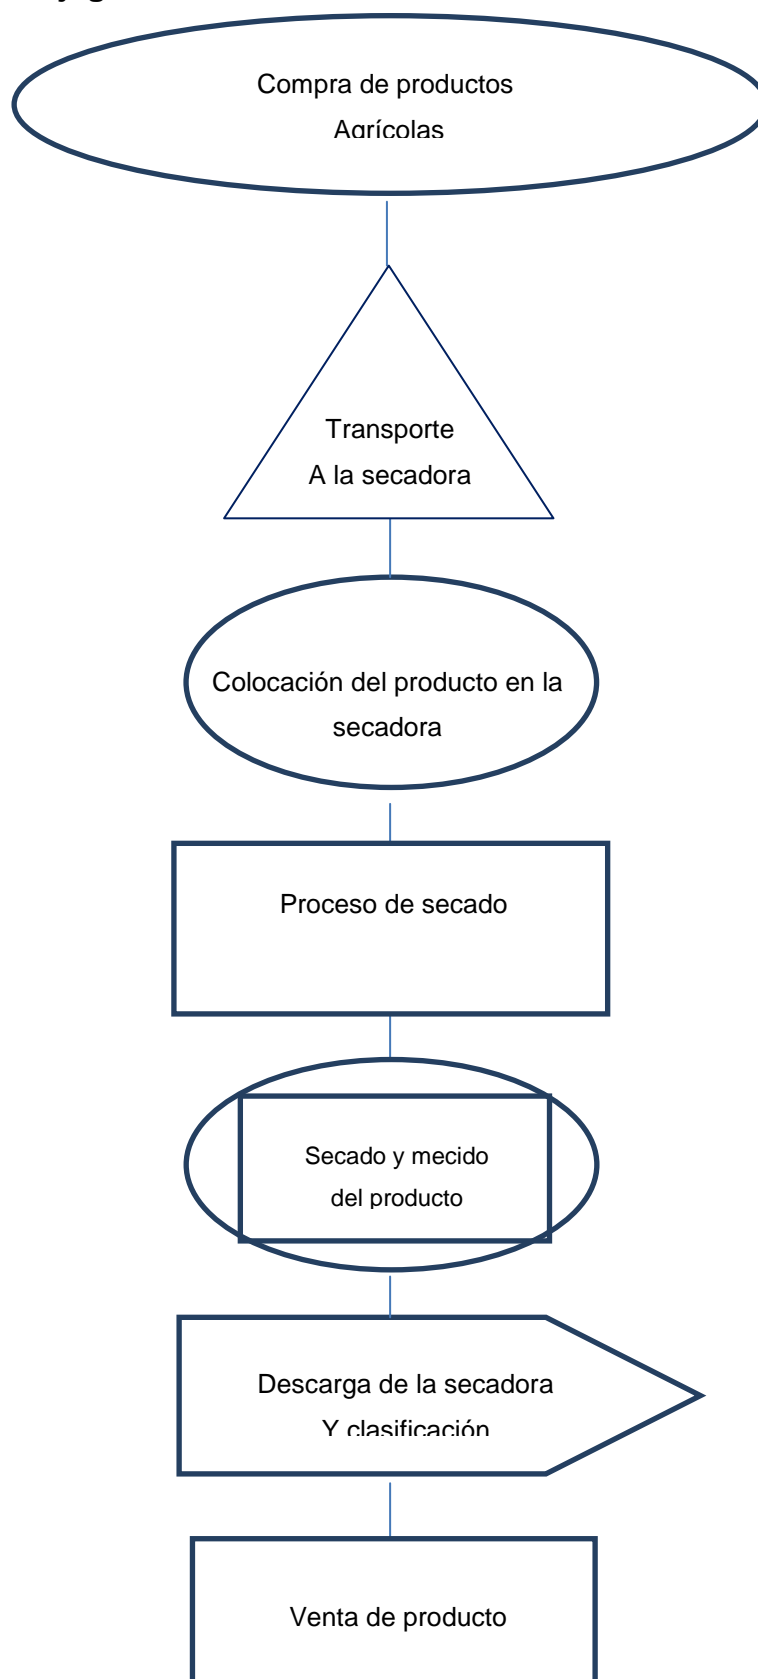 Compra de productos
Agrícolas
Transporte
A la secadora
Colocación del producto en la
secadora
Proceso de secado
Secado y mecido
del producto
Descarga de la secadora
Y clasificación
Venta de producto